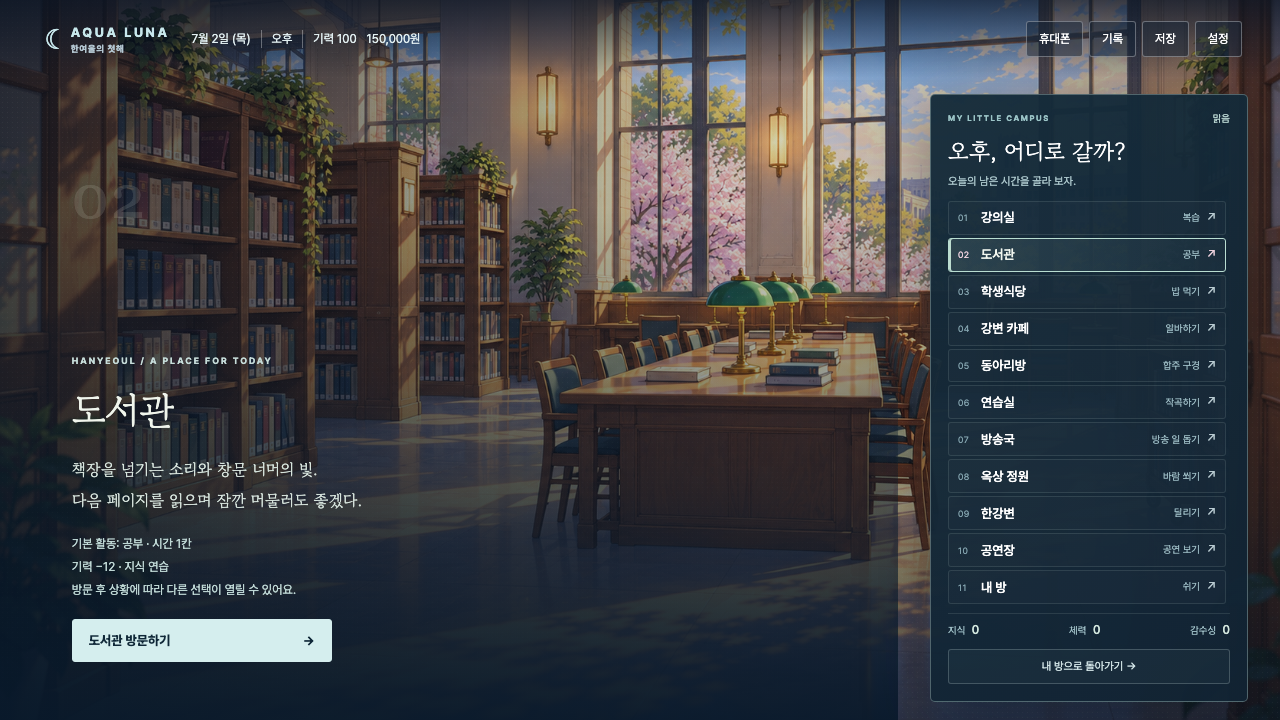 AQUA LUNA
한여울의 첫해
7월 2일 (목) 오후 기력 100 150,000원
휴대폰 기록 저장 설정
02
HANYEOUL / A PLACE FOR TODAY
도서관
책장을 넘기는 소리와 창문 너머의 빛.
다음 페이지를 읽으며 잠깐 머물러도 좋겠다.
기본 활동: 공부 · 시간 1칸
기력 −12 · 지식 연습
방문 후 상황에 따라 다른 선택이 열릴 수 있어요.
도서관 방문하기 →
MY LITTLE CAMPUS 맑음
오후, 어디로 갈까?
오늘의 남은 시간을 골라 보자.
01 강의실 복습 ↗
02 도서관 공부 ↗
03 학생식당 밥 먹기 ↗
04 강변 카페 알바하기 ↗
05 동아리방 합주 구경 ↗
06 연습실 작곡하기 ↗
07 방송국 방송 일 돕기 ↗
08 옥상 정원 바람 쐬기 ↗
09 한강변 달리기 ↗
10 공연장 공연 보기 ↗
11 내 방 쉬기 ↗
지식 0 체력 0 감수성 0
내 방으로 돌아가기 →